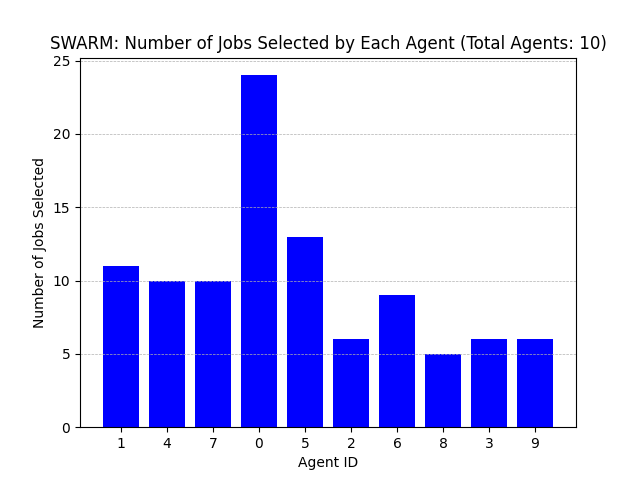 SWARM: Number of Jobs Selected by Each Agent (Total Agents: 10)
25
20
15
10
5
0
Number of Jobs Selected
1 4 7 0 5 2 6 8 3 9
Agent ID